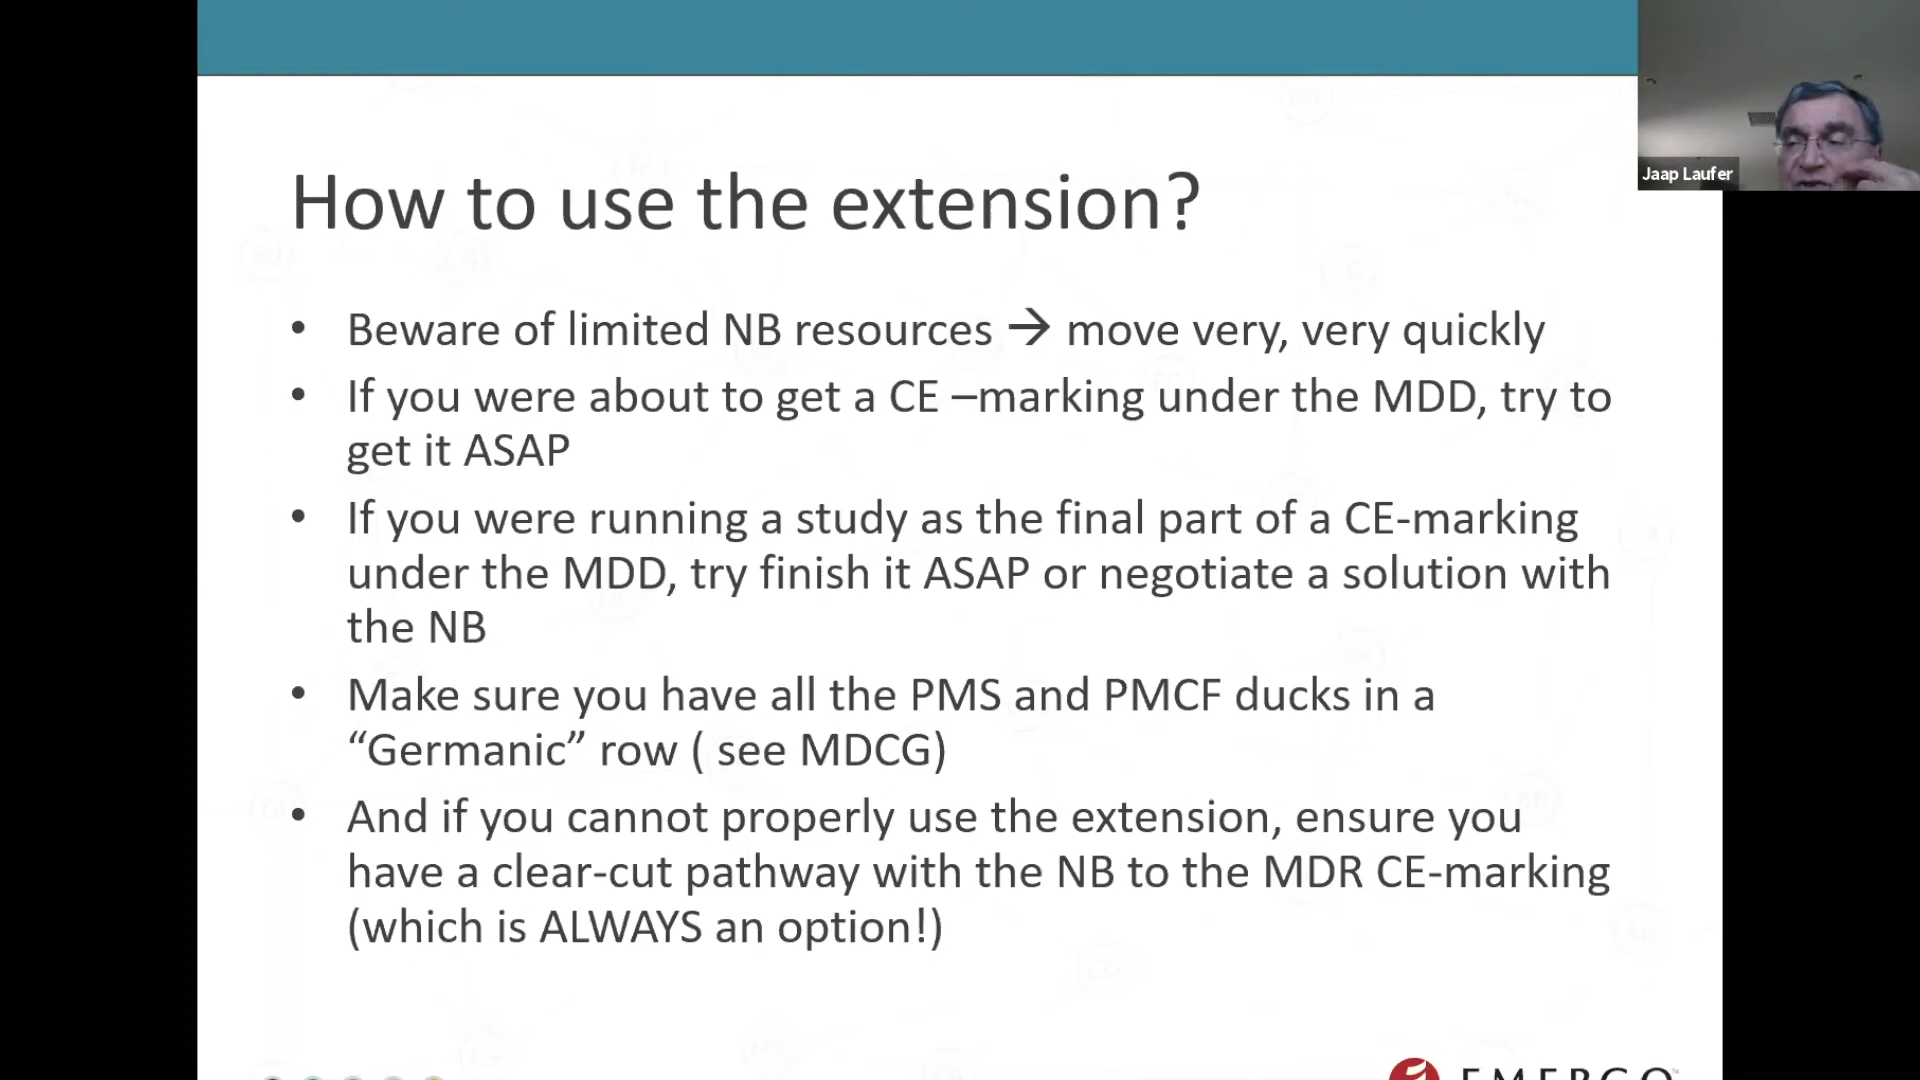 Jaap Laufer
How to use the extension?
• Beware of limited NB resources → move very, very quickly
• If you were about to get a CE –marking under the MDD, try to
get it ASAP
• If you were running a study as the final part of a CE-marking
under the MDD, try finish it ASAP or negotiate a solution with
the NB
• Make sure you have all the PMS and PMCF ducks in a
“Germanic” row ( see MDCG)
• And if you cannot properly use the extension, ensure you
have a clear-cut pathway with the NB to the MDR CE-marking
(which is ALWAYS an option!)
EMERGO